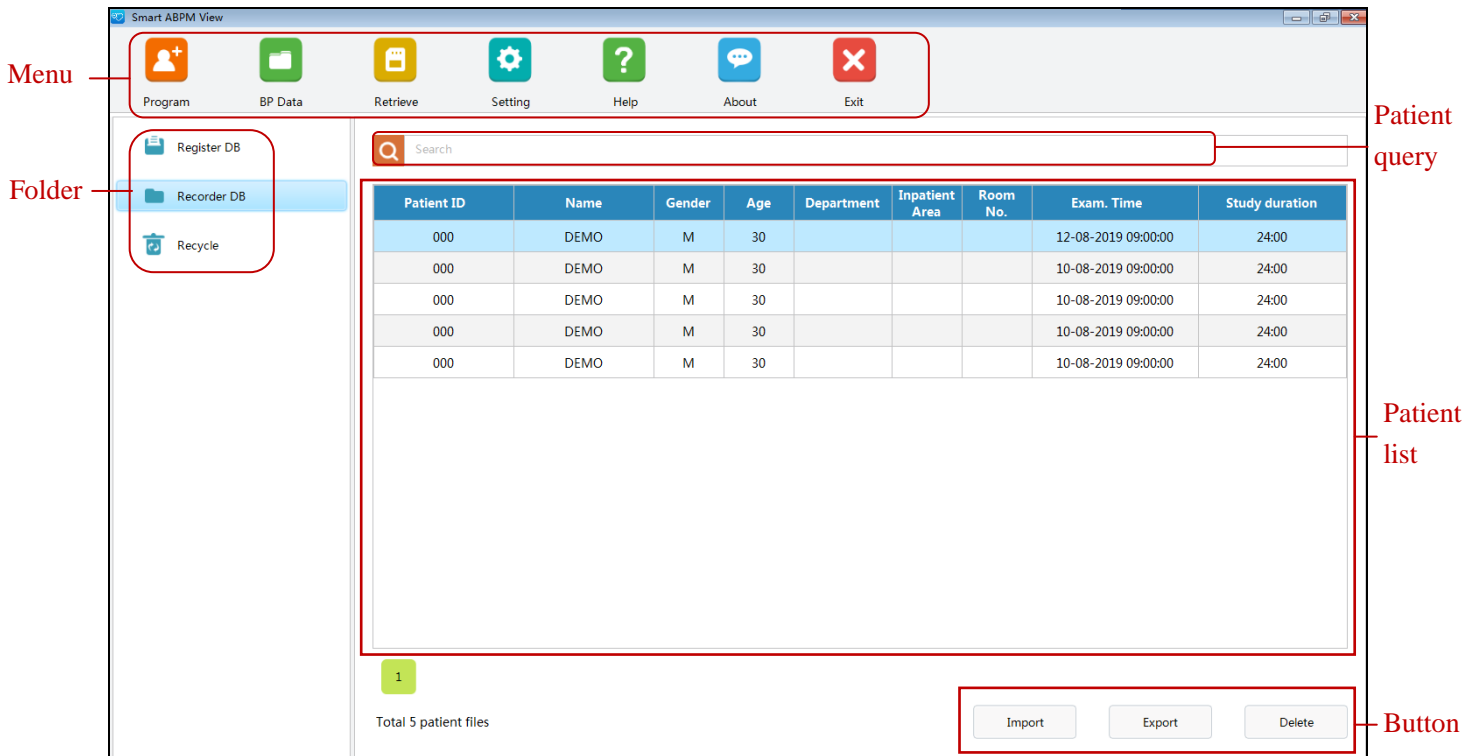 Smart ABPM View
Menu
Program BP Data Retrieve Setting Help About Exit
Patient query
Folder
Register DB
Recorder DB
Recycle
Search
Patient ID Name Gender Age Department Inpatient Area Room No. Exam. Time Study duration
000 DEMO M 30 12-08-2019 09:00:00 24:00
000 DEMO M 30 10-08-2019 09:00:00 24:00
000 DEMO M 30 10-08-2019 09:00:00 24:00
000 DEMO M 30 10-08-2019 09:00:00 24:00
000 DEMO M 30 10-08-2019 09:00:00 24:00
Patient list
1
Total 5 patient files
Import Export Delete
Button